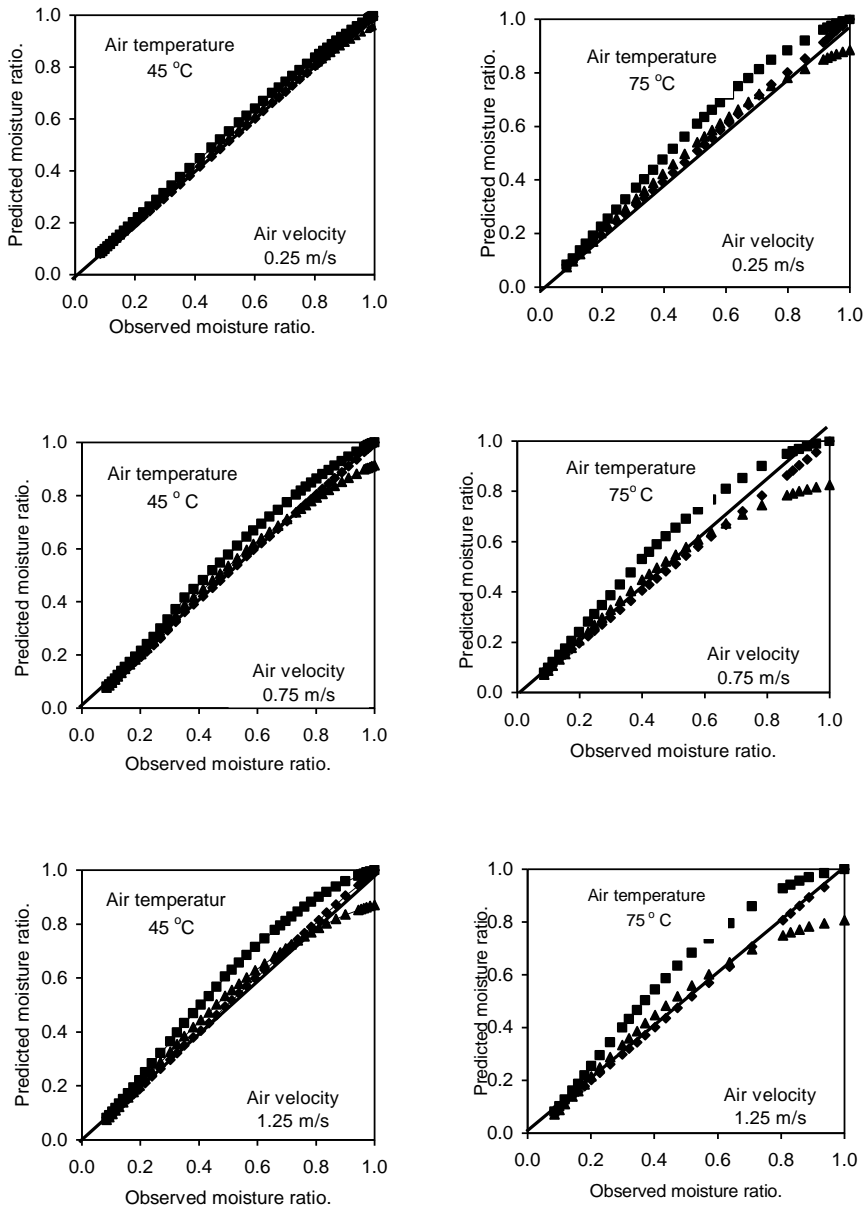 1.0
0.8
0.6
0.4
0.2
0.0
Predicted moisture ratio.
Air temperature
45 °C
Air velocity
0.25 m/s
0.0 0.2 0.4 0.6 0.8 1.0
Observed moisture ratio.
1.0
0.8
0.6
0.4
0.2
0.0
Predicted moisture ratio.
Air temperature
75 °C
Air velocity
0.25 m/s
0.0 0.2 0.4 0.6 0.8 1.0
1.0
0.8
0.6
0.4
0.2
0.0
Predicted moisture ratio.
Air temperature
45 ° C
Air velocity
0.75 m/s
0.0 0.2 0.4 0.6 0.8 1.0
Observed moisture ratio.
1.0
0.8
0.6
0.4
0.2
0.0
Predicted moisture ratio.
Air temperature
75° C
Air velocity
0.75 m/s
0.0 0.2 0.4 0.6 0.8 1.0
Observed moisture ratio.
1.0
0.8
0.6
0.4
0.2
0.0
Predicted moisture ratio.
Air temperatur
45 °C
Air velocity
1.25 m/s
0.0 0.2 0.4 0.6 0.8 1.0
Observed moisture ratio.
1.0
0.8
0.6
0.4
0.2
0.0
Predicted moisture ratio.
Air temperature
75° C
Air velocity
1.25 m/s
0.0 0.2 0.4 0.6 0.8 1.0
Observed moisture ratio.